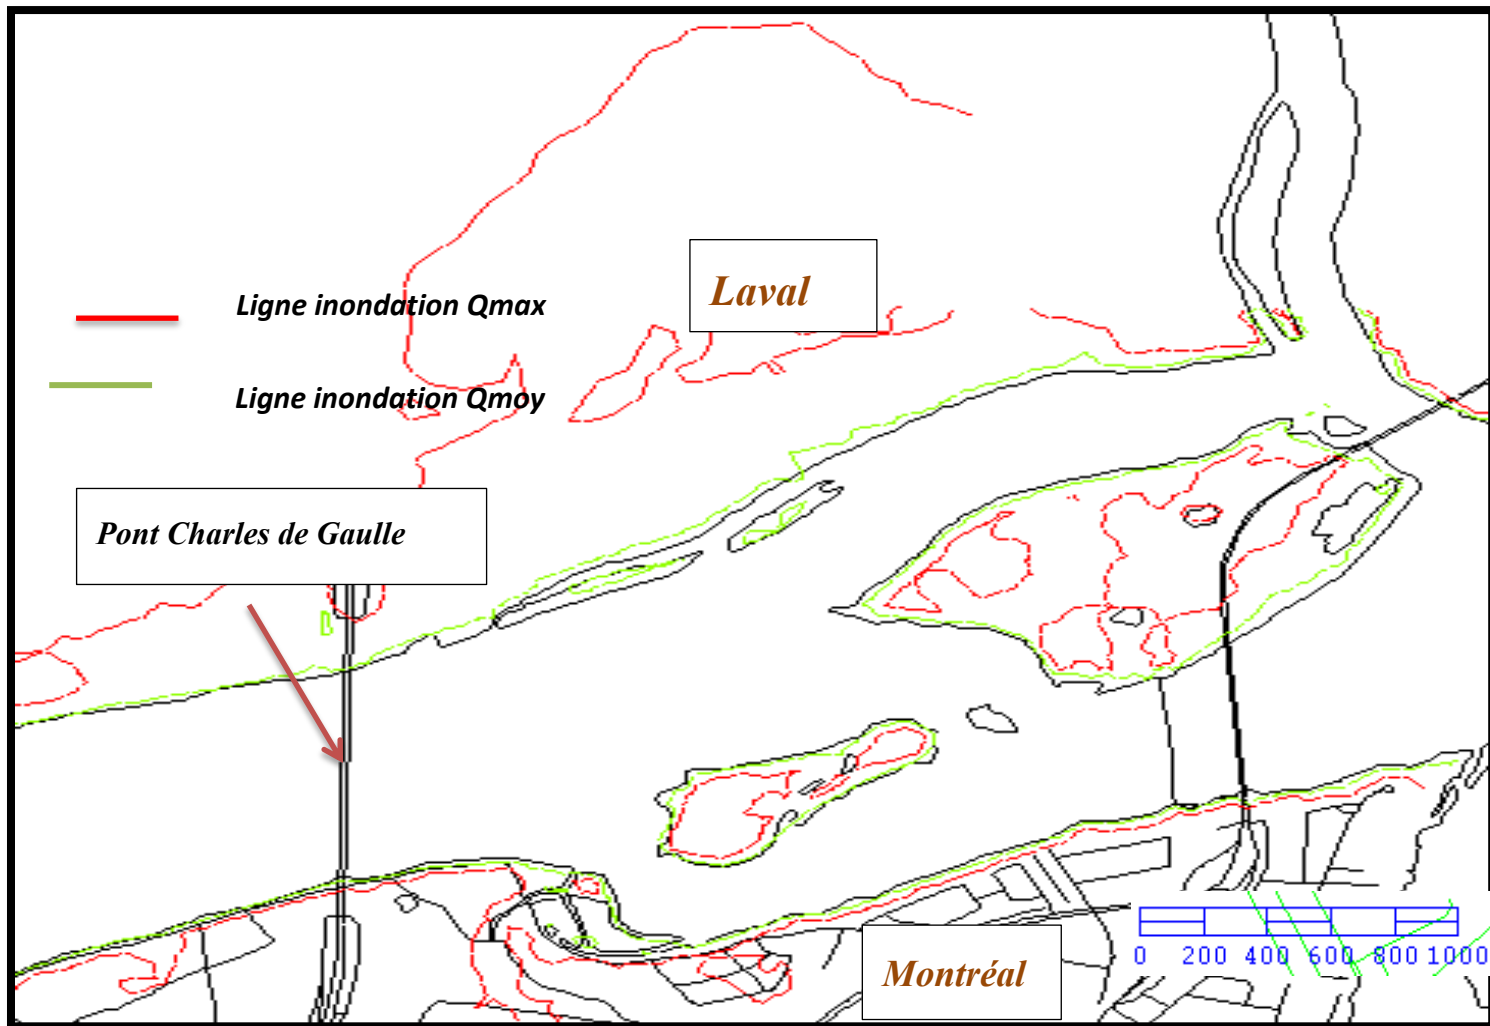 Laval
Ligne inondation Qmax
Ligne inondation Qmoy
Pont Charles de Gaulle
Montréal
0 200 400 600 800 1000